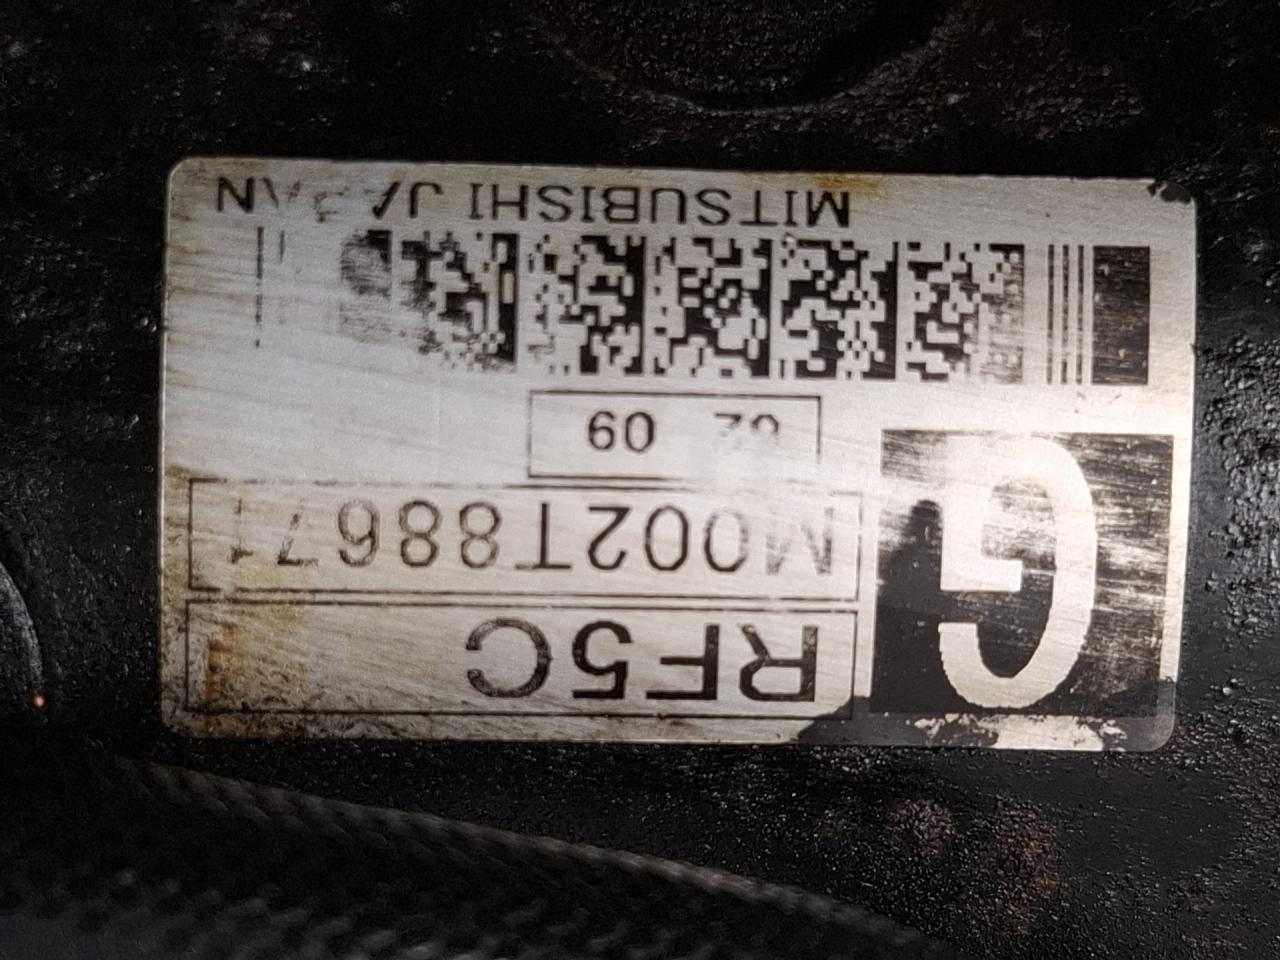 G
RF5C
M002T88671
02 09
MITSUBISHI JAPAN